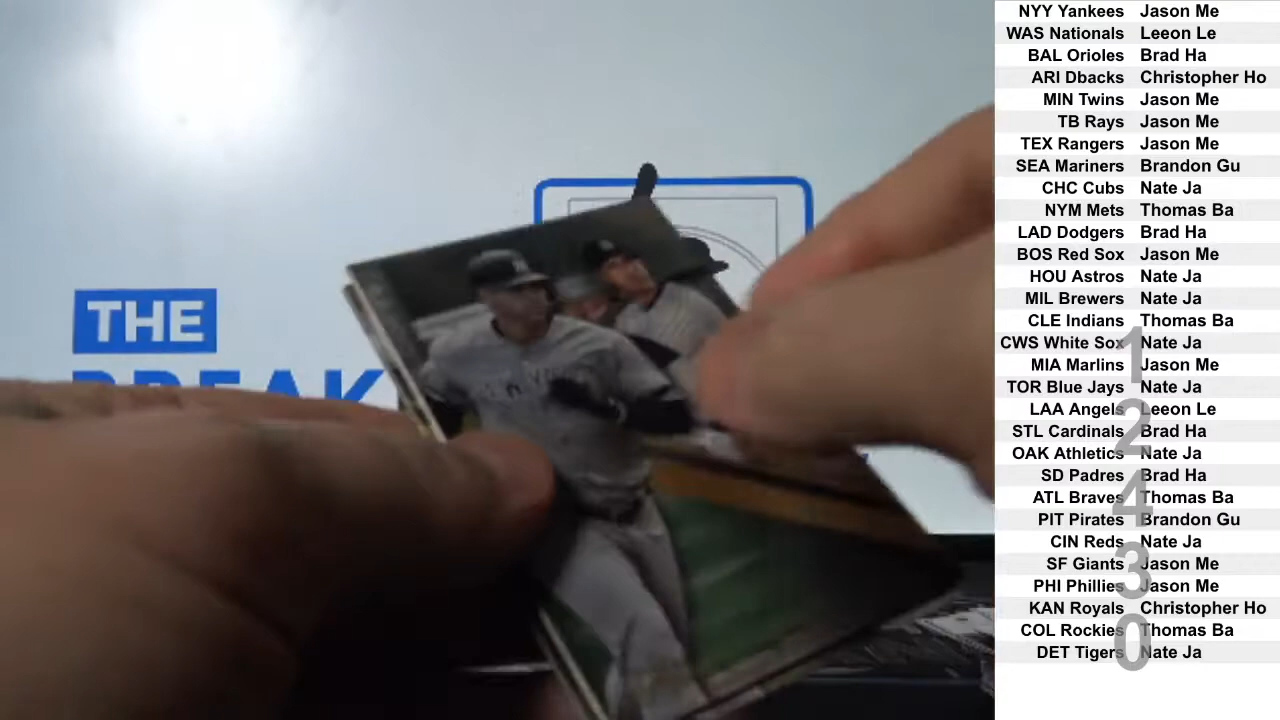 THE
BREAK
NYY Yankees Jason Me
WAS Nationals Leeon Le
BAL Orioles Brad Ha
ARI Dbacks Christopher Ho
MIN Twins Jason Me
TB Rays Jason Me
TEX Rangers Jason Me
SEA Mariners Brandon Gu
CHC Cubs Nate Ja
NYM Mets Thomas Ba
LAD Dodgers Brad Ha
BOS Red Sox Jason Me
HOU Astros Nate Ja
MIL Brewers Nate Ja
CLE Indians Thomas Ba
CWS White Sox Nate Ja
MIA Marlins Jason Me
TOR Blue Jays Nate Ja
LAA Angels Leeon Le
STL Cardinals Brad Ha
OAK Athletics Nate Ja
SD Padres Brad Ha
ATL Braves Thomas Ba
PIT Pirates Brandon Gu
CIN Reds Nate Ja
SF Giants Jason Me
PHI Phillies Jason Me
KAN Royals Christopher Ho
COL Rockies Thomas Ba
DET Tigers Nate Ja
1
2
4
3
0